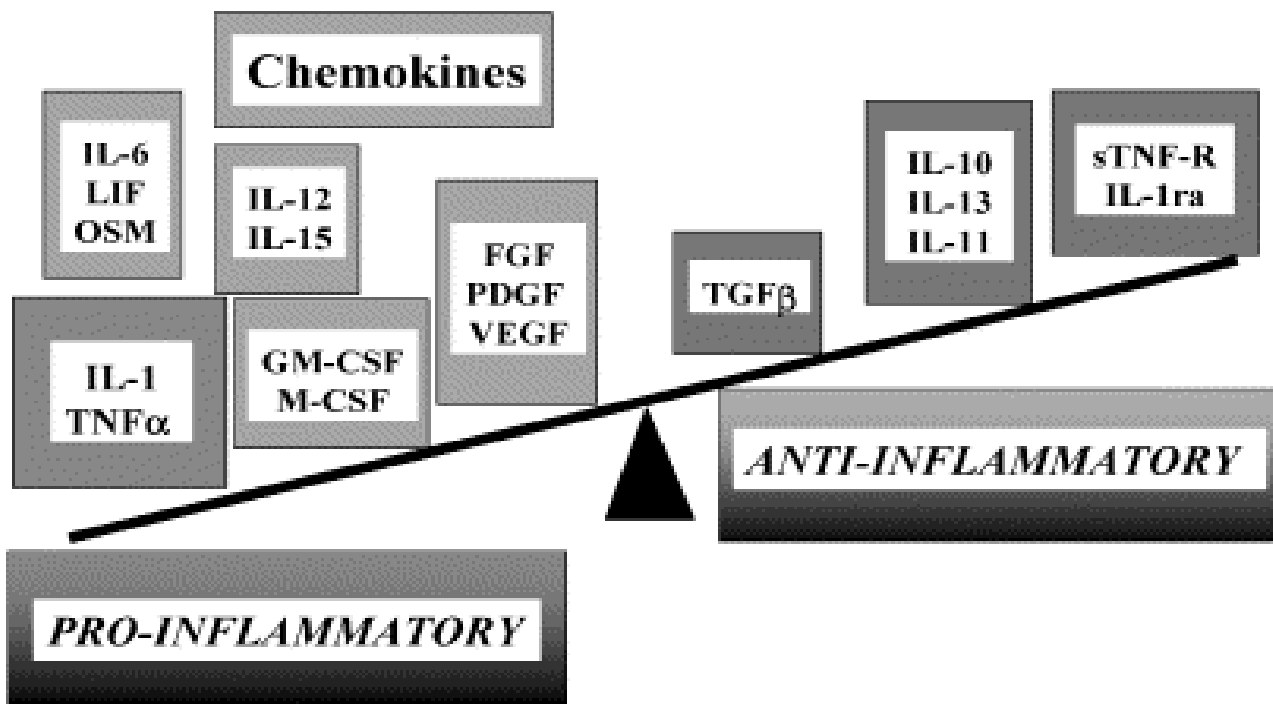 Chemokines
IL-6
LIF
OSM
IL-12
IL-15
FGF
PDGF
VEGF
IL-1
TNFα
GM-CSF
M-CSF
TGFβ
IL-10
IL-13
IL-11
sTNF-R
IL-1ra
ANTI-INFLAMMATORY
PRO-INFLAMMATORY